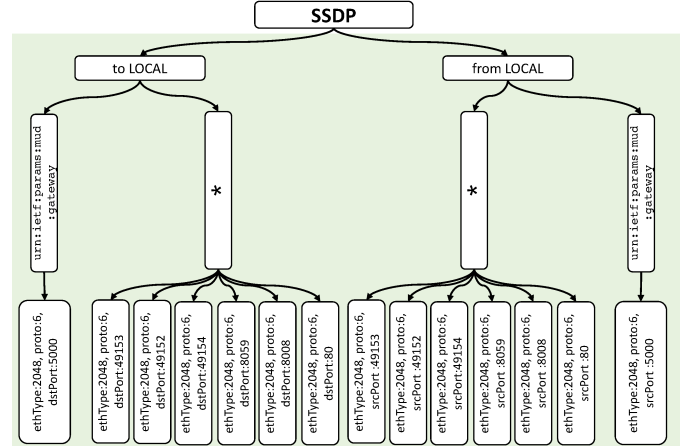 SSDP
to LOCAL
from LOCAL
urn:ietf:params:mud
:gateway
*
*
urn:ietf:params:mud
:gateway
ethType:2048, proto:6,
dstPort:5000
ethType:2048, proto:6,
dstPort:49153
ethType:2048, proto:6,
dstPort:49152
ethType:2048, proto:6,
dstPort:49154
ethType:2048, proto:6,
dstPort:8059
ethType:2048, proto:6,
dstPort:8008
ethType:2048, proto:6,
dstPort:80
ethType:2048, proto:6,
srcPort :49153
ethType:2048, proto:6,
srcPort :49152
ethType:2048, proto:6,
srcPort :49154
ethType:2048, proto:6,
srcPort :8059
ethType:2048, proto:6,
srcPort :8008
ethType:2048, proto:6,
srcPort :80
ethType:2048, proto:6,
srcPort :5000